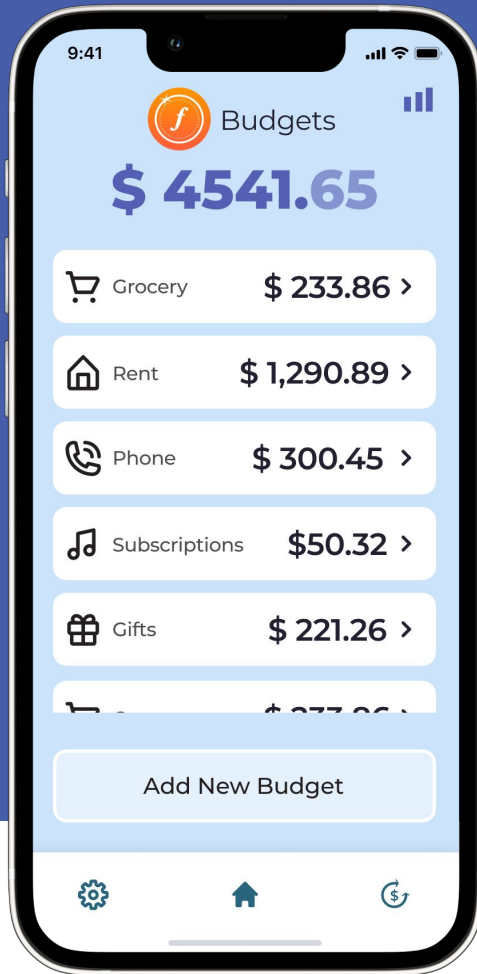 9:41
f Budgets
$ 4541.65
Grocery $ 233.86 >
Rent $ 1,290.89 >
Phone $ 300.45 >
Subscriptions $50.32 >
Gifts $ 221.26 >
Add New Budget
$